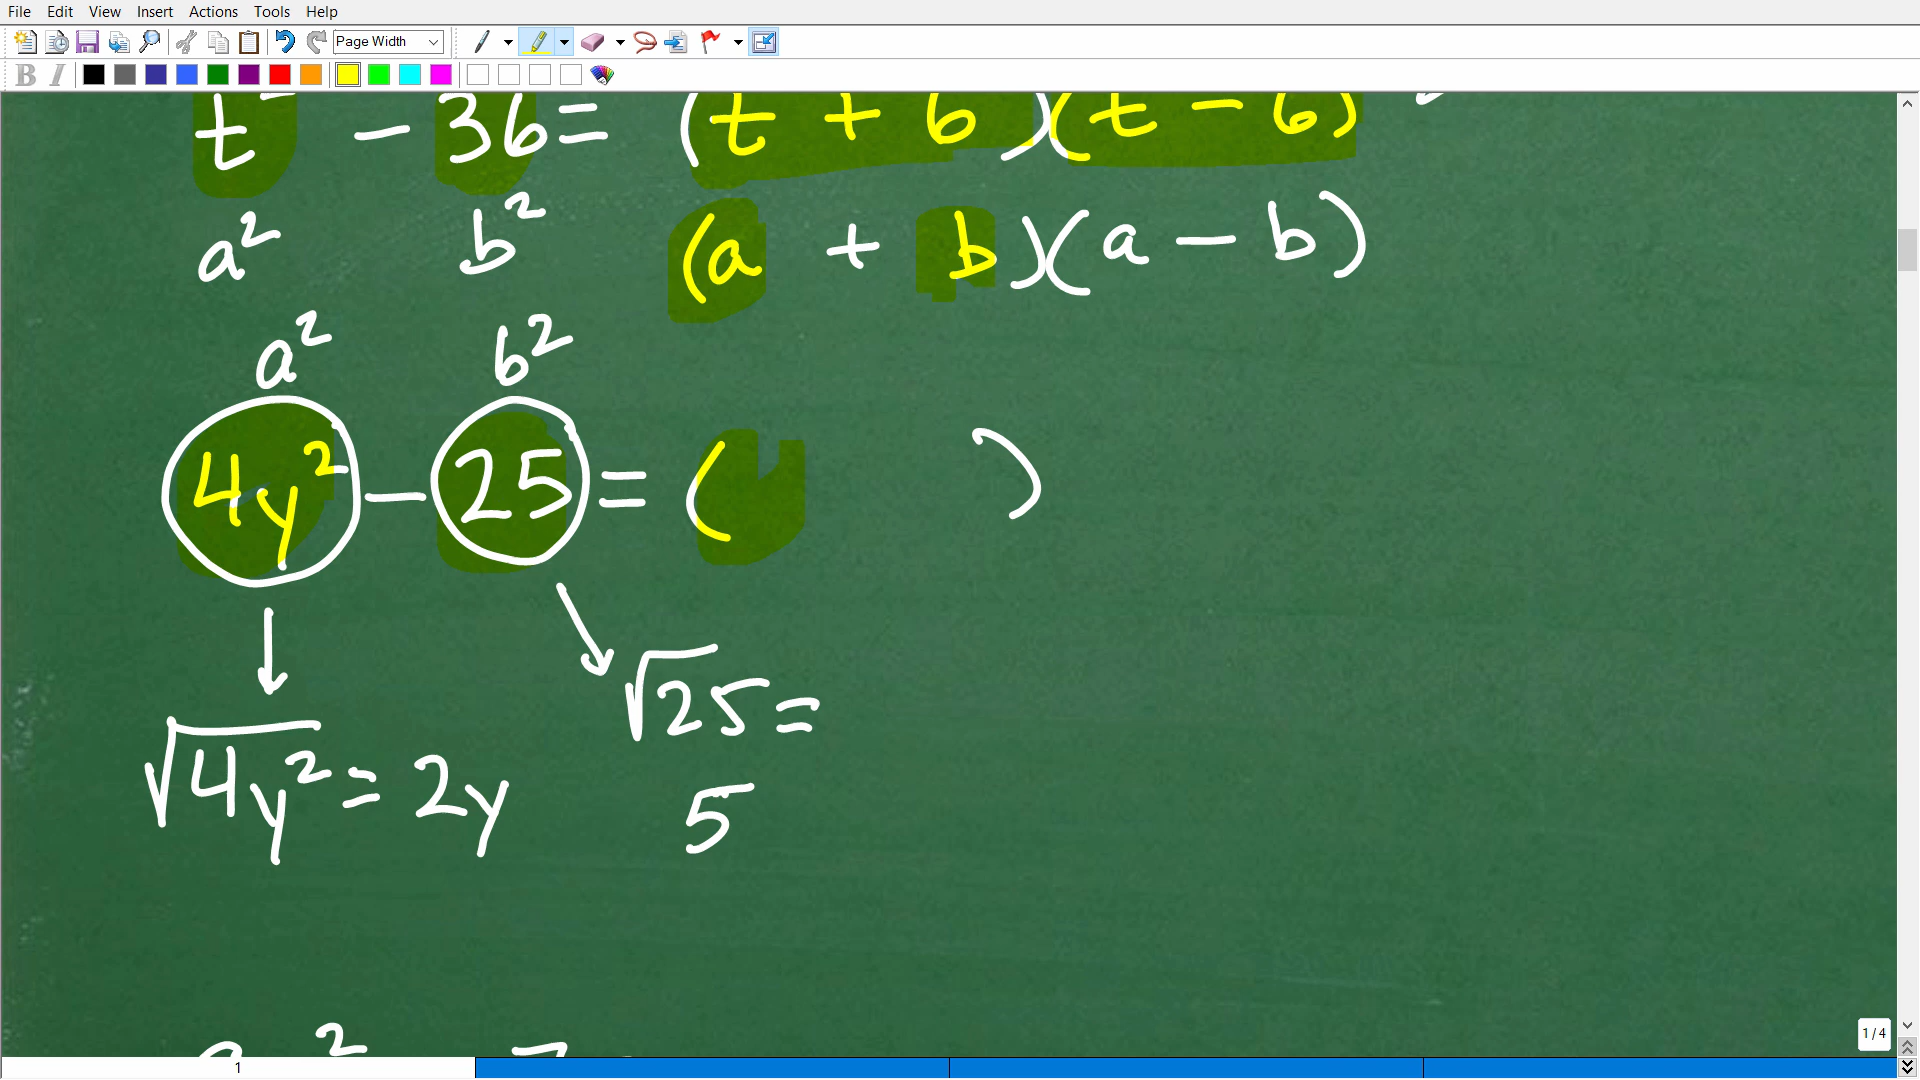 File Edit View Insert Actions Tools Help
Page Width
B I
t² - 36 = (t + 6)(t - 6)
a² b² (a + b)(a - b)
a² b²
4y² - 25 = ( )
√25 =
√4y² = 2y 5
2
1/4
1